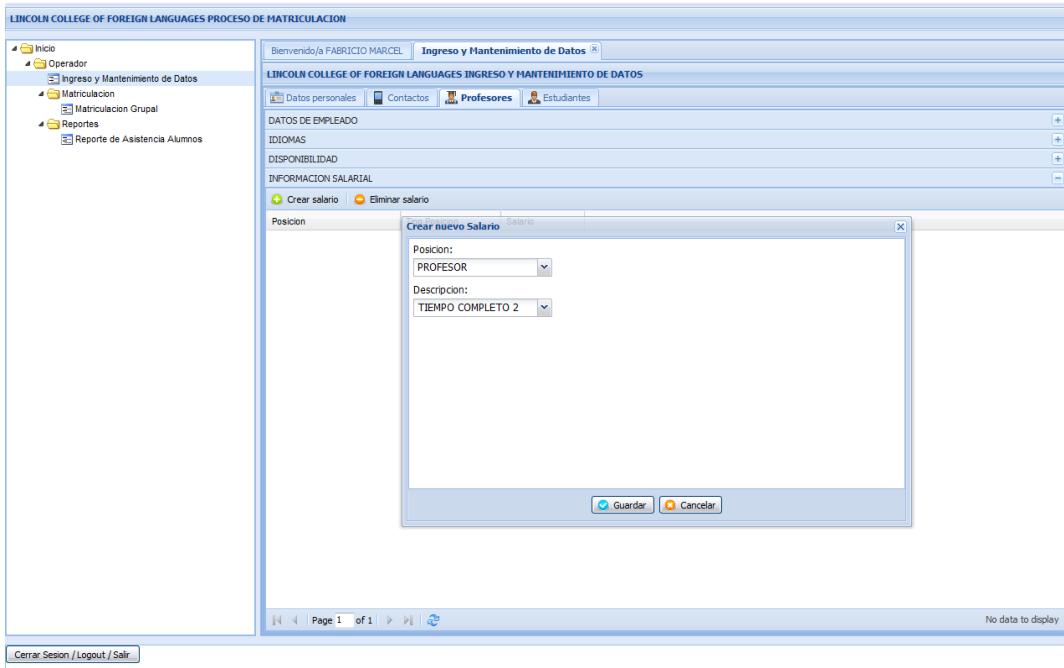 LINCOLN COLLEGE OF FOREIGN LANGUAGES PROCESO DE MATRICULACION
Inicio
Operador
Ingreso y Mantenimiento de Datos
Matriculacion
Matriculacion Grupal
Reportes
Reporte de Asistencia Alumnos
Bienvenido/a FABRICIO MARCEL
Ingreso y Mantenimiento de Datos
LINCOLN COLLEGE OF FOREIGN LANGUAGES INGRESO Y MANTENIMIENTO DE DATOS
Datos personales Contactos Profesores Estudiantes
DATOS DE EMPLEADO
IDIOMAS
DISPONIBILIDAD
INFORMACION SALARIAL
Crear salario Eliminar salario
Posicion Tipo Posicion Salario
Crear nuevo Salario
Posicion:
PROFESOR
Descripcion:
TIEMPO COMPLETO 2
Guardar Cancelar
Page 1 of 1 No data to display
Cerrar Sesion / Logout / Salir